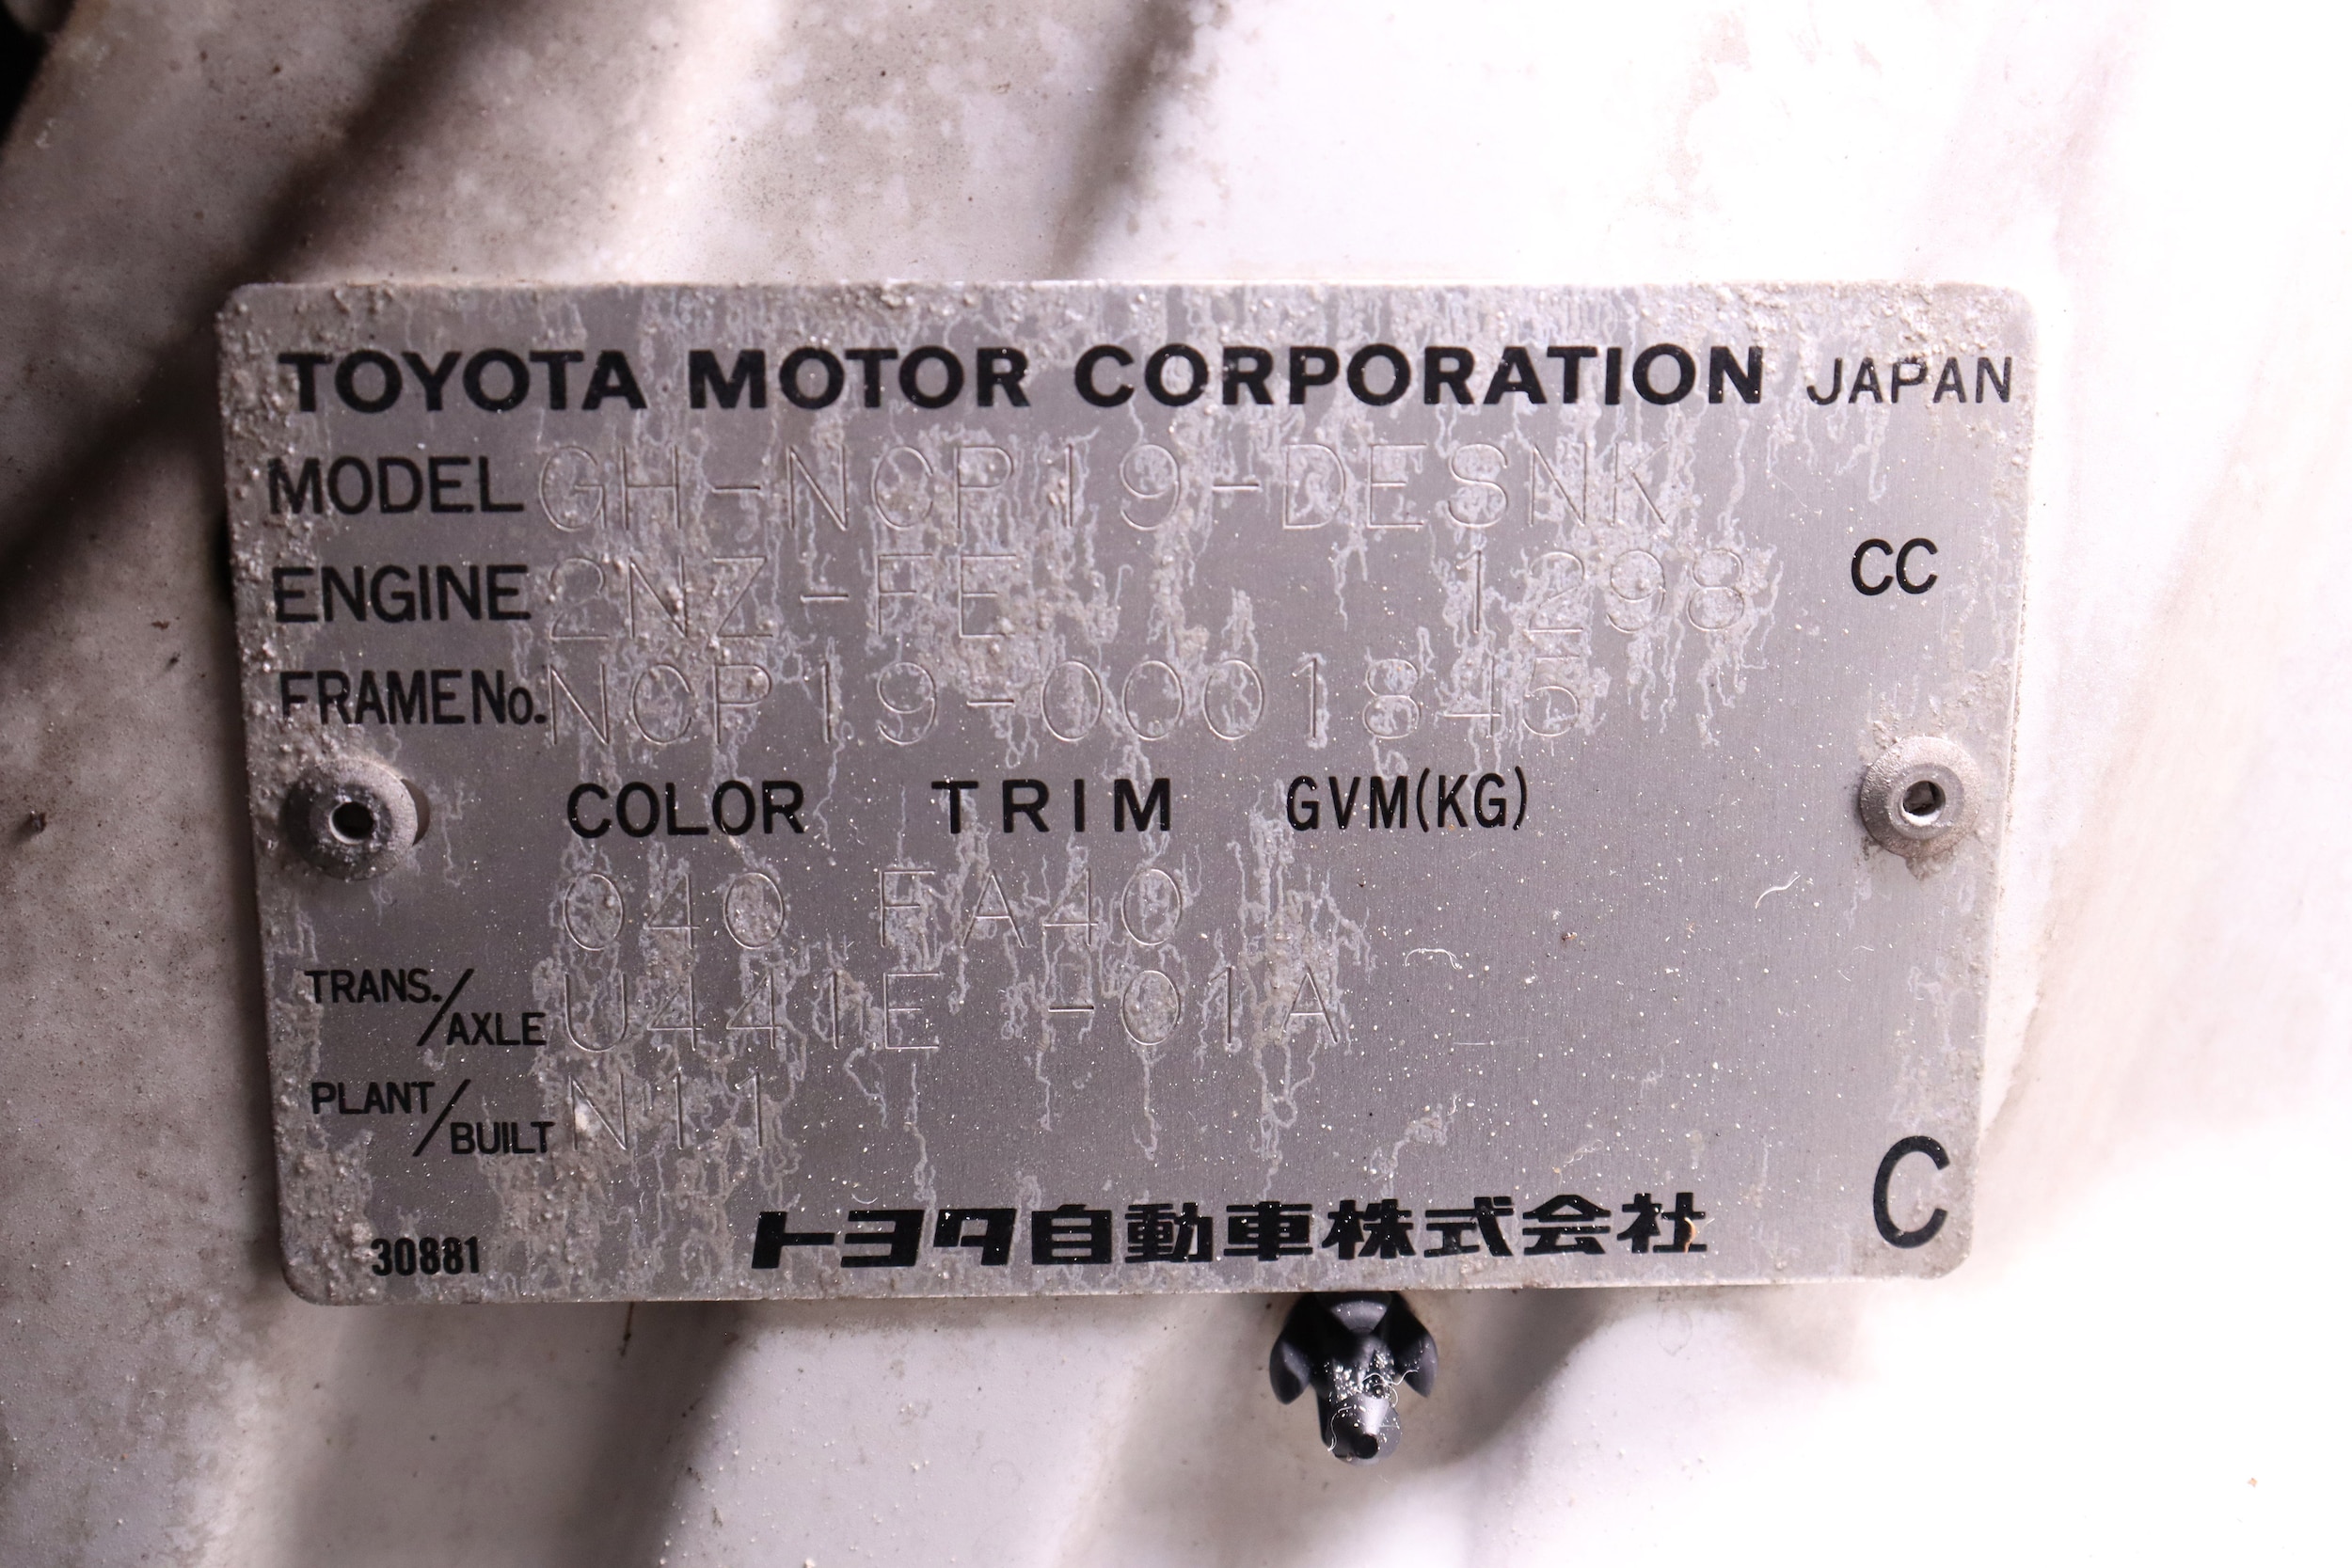 TOYOTA MOTOR CORPORATION JAPAN
MODEL GH-NCP19-DESNK
ENGINE 2NZ-FE 1298 CC
FRAME No. NCP19-0001845
COLOR TRIM GVM(KG)
040 FA40
TRANS./AXLE U441E -01A
PLANT/BUILT N11
30881 トヨタ自動車株式会社 C